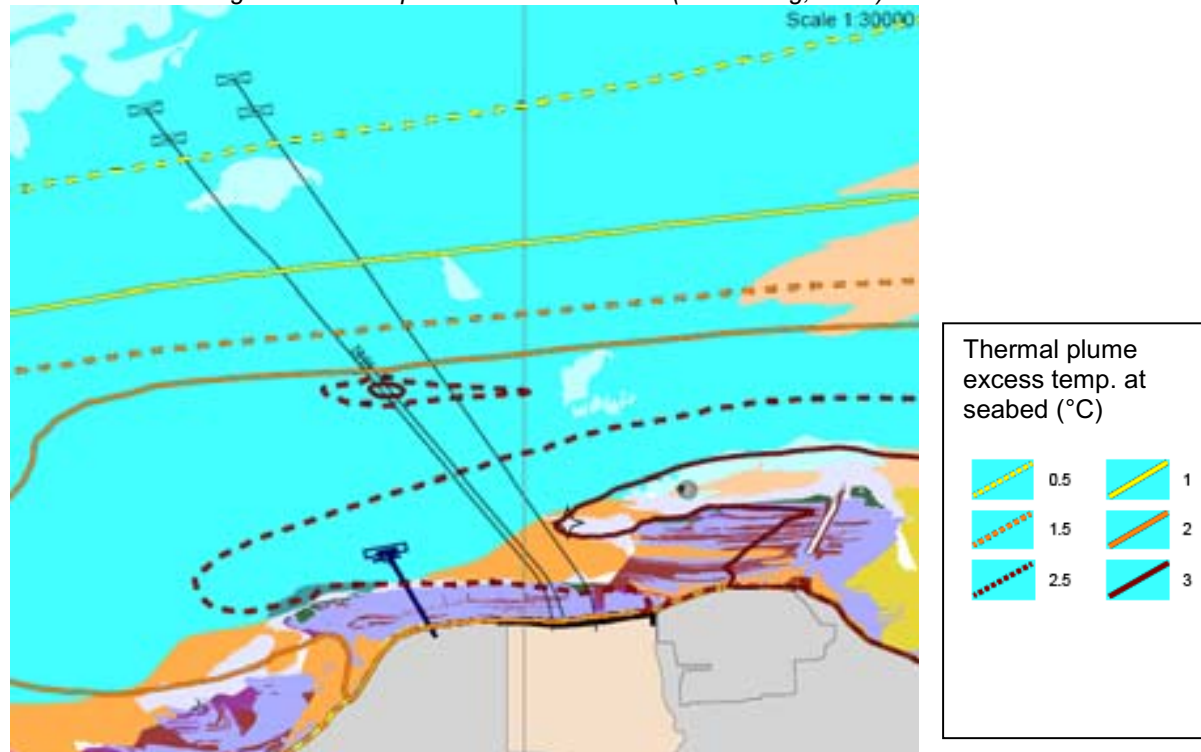 Scale 1:30000
Thermal plume
excess temp. at
seabed (°C)
0.5 1
1.5 2
2.5 3